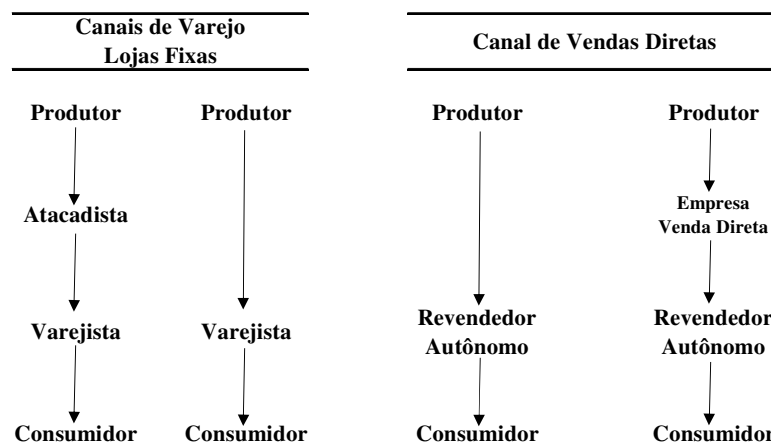 Canais de Varejo
Lojas Fixas
Canal de Vendas Diretas
Produtor
Produtor
Produtor
Produtor
Atacadista
Empresa
Venda Direta
Varejista
Varejista
Revendedor
Autônomo
Revendedor
Autônomo
Consumidor
Consumidor
Consumidor
Consumidor